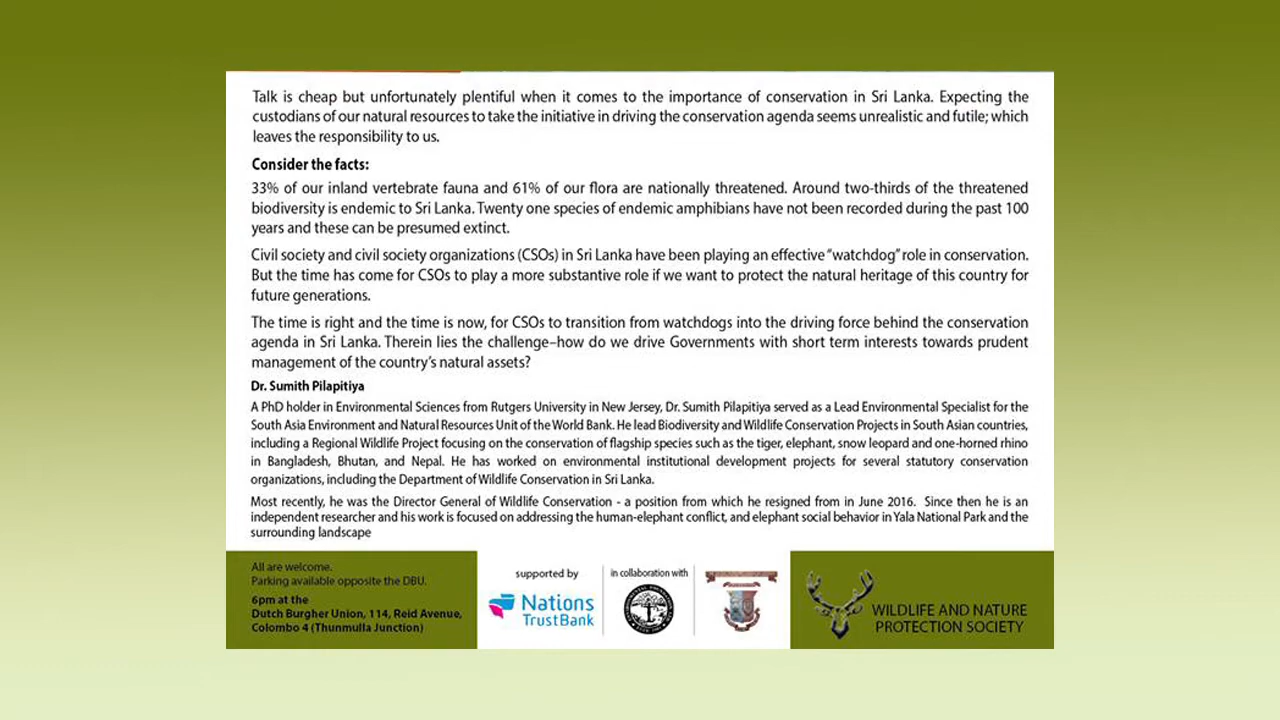 Talk is cheap but unfortunately plentiful when it comes to the importance of conservation in Sri Lanka. Expecting the
custodians of our natural resources to take the initiative in driving the conservation agenda seems unrealistic and futile; which
leaves the responsibility to us.
Consider the facts:
33% of our inland vertebrate fauna and 61% of our flora are nationally threatened. Around two-thirds of the threatened
biodiversity is endemic to Sri Lanka. Twenty one species of endemic amphibians have not been recorded during the past 100
years and these can be presumed extinct.
Civil society and civil society organizations (CSOs) in Sri Lanka have been playing an effective “watchdog” role in conservation.
But the time has come for CSOs to play a more substantive role if we want to protect the natural heritage of this country for
future generations.
The time is right and the time is now, for CSOs to transition from watchdogs into the driving force behind the conservation
agenda in Sri Lanka. Therein lies the challenge–how do we drive Governments with short term interests towards prudent
management of the country’s natural assets?
Dr. Sumith Pilapitiya
A PhD holder in Environmental Sciences from Rutgers University in New Jersey, Dr. Sumith Pilapitiya served as a Lead Environmental Specialist for the
South Asia Environment and Natural Resources Unit of the World Bank. He lead Biodiversity and Wildlife Conservation Projects in South Asian countries,
including a Regional Wildlife Project focusing on the conservation of flagship species such as the tiger, elephant, snow leopard and one-horned rhino
in Bangladesh, Bhutan, and Nepal. He has worked on environmental institutional development projects for several statutory conservation
organizations, including the Department of Wildlife Conservation in Sri Lanka.
Most recently, he was the Director General of Wildlife Conservation - a position from which he resigned from in June 2016. Since then he is an
independent researcher and his work is focused on addressing the human-elephant conflict, and elephant social behavior in Yala National Park and the
surrounding landscape
All are welcome.
Parking available opposite the DBU.
6pm at the
Dutch Burgher Union, 114, Reid Avenue,
Colombo 4 (Thunmulla Junction)
supported by
Nations
TrustBank
in collaboration with
WILDLIFE AND NATURE
PROTECTION SOCIETY